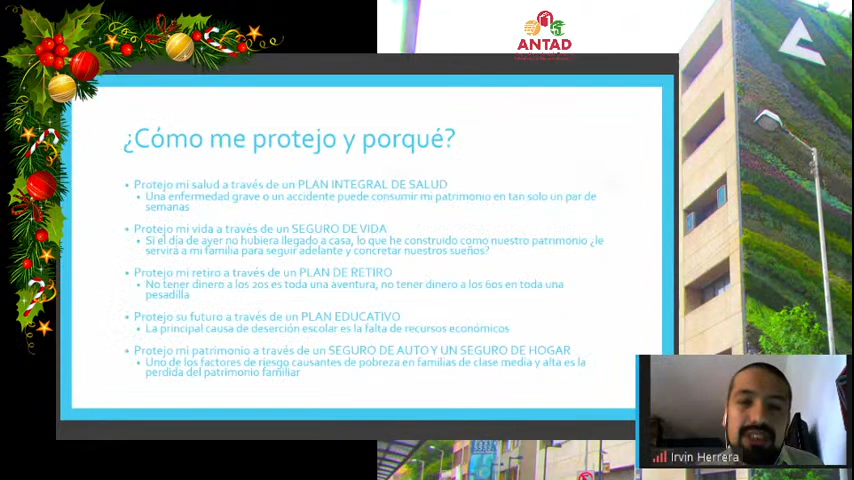 ANTAD
¿Cómo me protejo y porqué?
• Protejo mi salud a través de un PLAN INTEGRAL DE SALUD
• Una enfermedad grave o un accidente puede consumir mi patrimonio en tan solo un par de
semanas
• Protejo mi vida a través de un SEGURO DE VIDA
• Si el día de ayer no hubiera llegado a casa, lo que he construido como nuestro patrimonio ¿le
servirá a mi familia para seguir adelante y concretar nuestros sueños?
• Protejo mi retiro a través de un PLAN DE RETIRO
• No tener dinero a los 20s es toda una aventura, no tener dinero a los 60s en toda una
pesadilla
• Protejo su futuro a través de un PLAN EDUCATIVO
• La principal causa de deserción escolar es la falta de recursos económicos
• Protejo mi patrimonio a través de un SEGURO DE AUTO Y UN SEGURO DE HOGAR
• Uno de los factores de riesgo causantes de pobreza en familias de clase media y alta es la
perdida del patrimonio familiar
Irvin Herrera